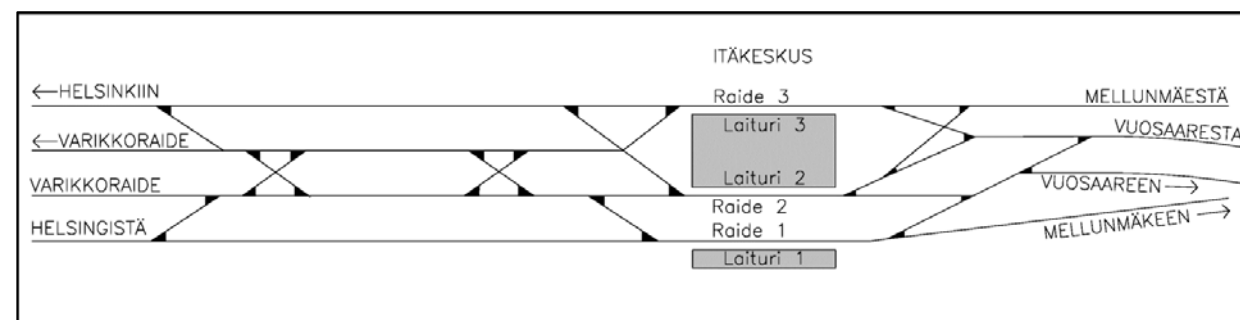 ITÄKESKUS
←HELSINKIIN
Raide 3
MELLUNMÄESTÄ
Laituri 3
VUOSAARESTA
←VARIKKORAIDE
Laituri 2
VARIKKORAIDE
VUOSAAREEN →
Raide 2
HELSINGISTÄ
Raide 1
MELLUNMÄKEEN →
Laituri 1